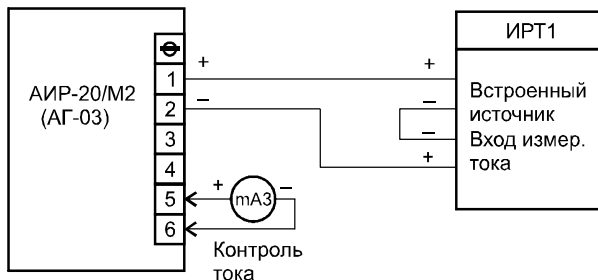 ИРТ1
АИР-20/М2
(АГ-03)
1
2
3
4
5
6
+
–
+
–
–
+
Встроенный
источник
Вход измер.
тока
+
mA3
–
Контроль
тока